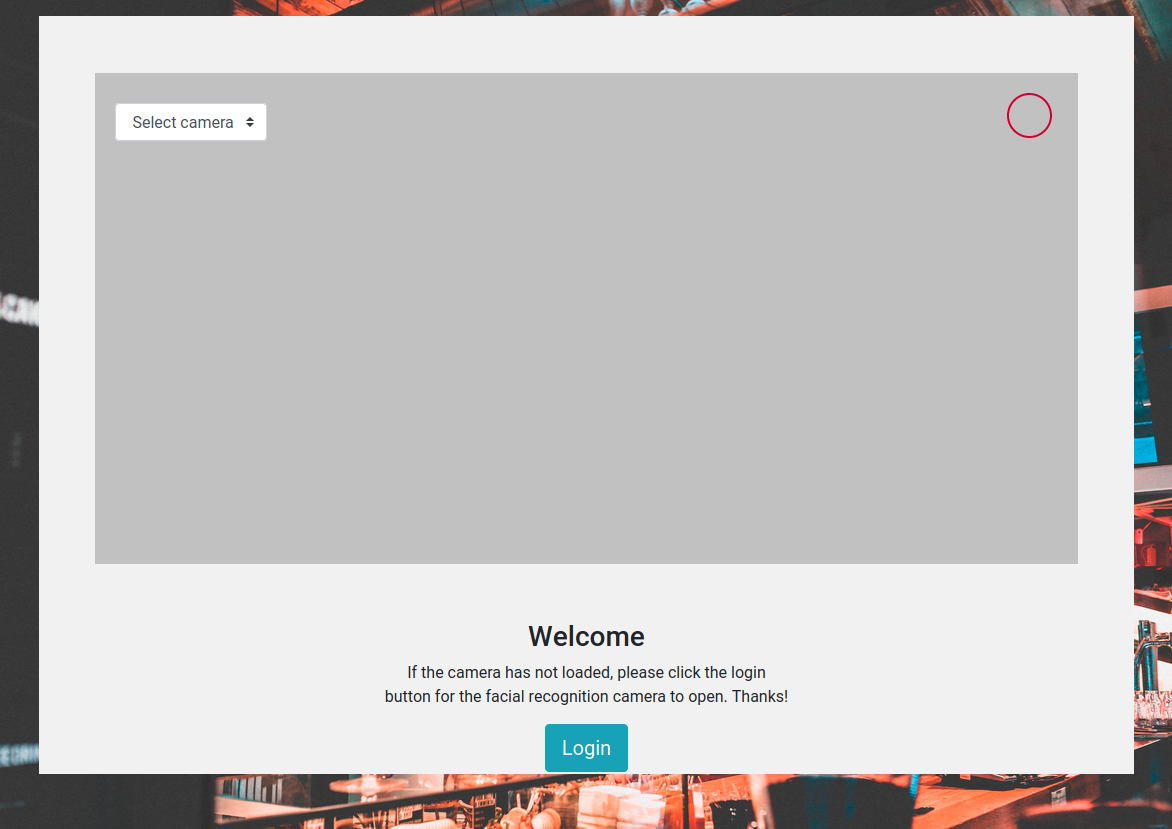 Select camera
Welcome
If the camera has not loaded, please click the login
button for the facial recognition camera to open. Thanks!
Login